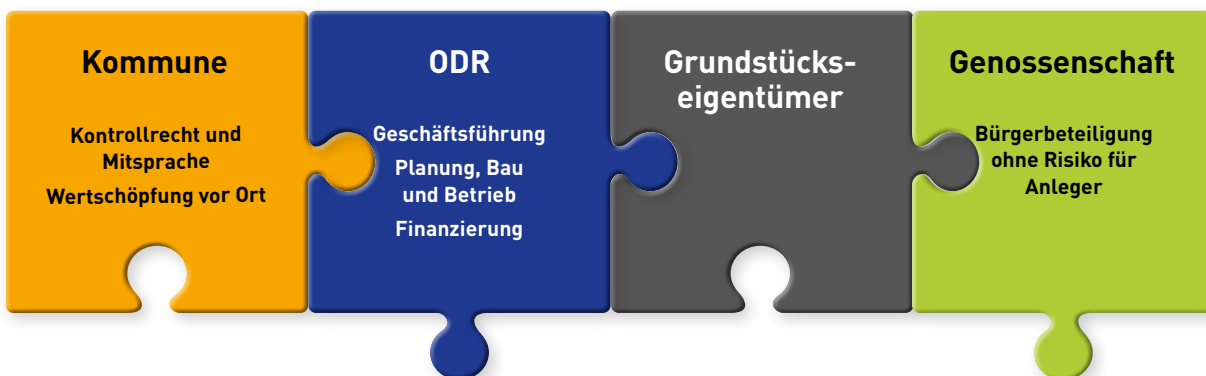 Kommune
Kontrollrecht und
Mitsprache
Wertschöpfung vor Ort
ODR
Geschäftsführung
Planung, Bau
und Betrieb
Finanzierung
Grundstücks-
eigentümer
Genossenschaft
Bürgerbeteiligung
ohne Risiko für
Anleger